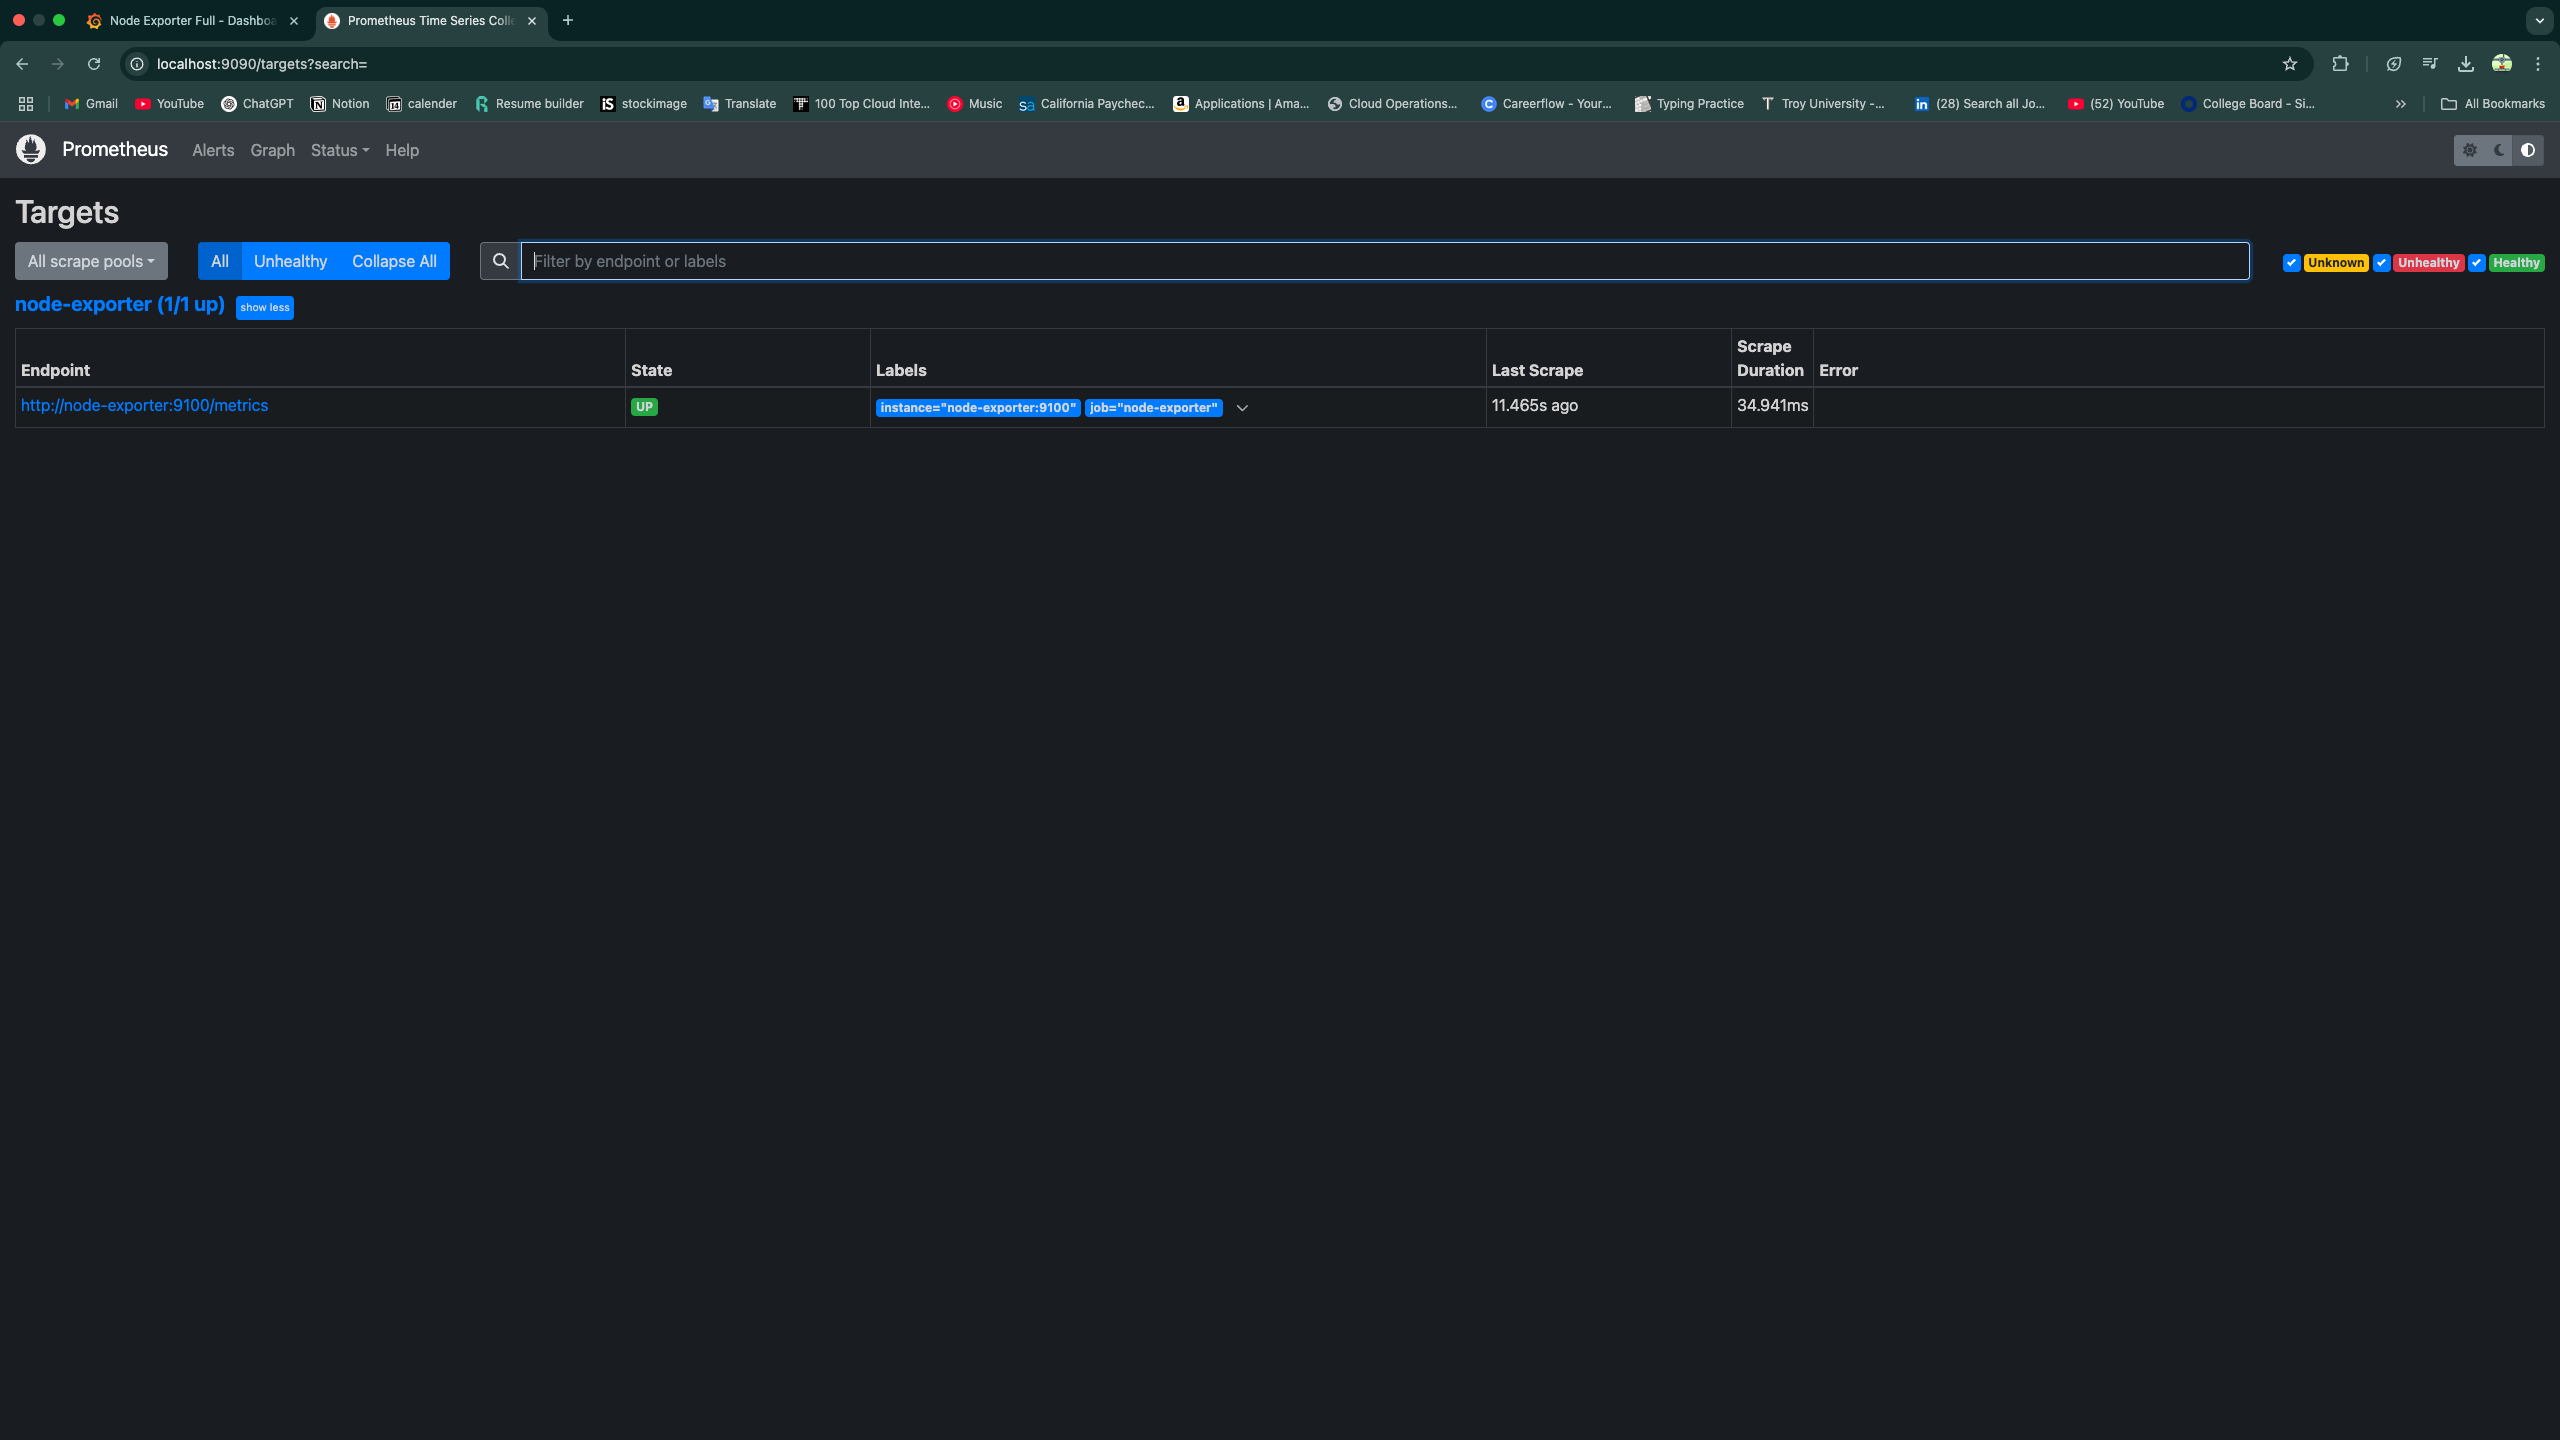 Node Exporter Full - Dashboa
Prometheus Time Series Coll
localhost:9090/targets?search=
Gmail YouTube ChatGPT Notion calender Resume builder stockimage Translate 100 Top Cloud Inte... Music California Paychec... Applications | Ama... Cloud Operations... Careerflow - Your... Typing Practice Troy University -... (28) Search all Jo... (52) YouTube College Board - Si... All Bookmarks
Prometheus Alerts Graph Status Help
Targets
All scrape pools All Unhealthy Collapse All Filter by endpoint or labels Unknown Unhealthy Healthy
node-exporter (1/1 up) show less
Endpoint State Labels Last Scrape Scrape Duration Error
http://node-exporter:9100/metrics UP instance="node-exporter:9100" job="node-exporter" 11.465s ago 34.941ms